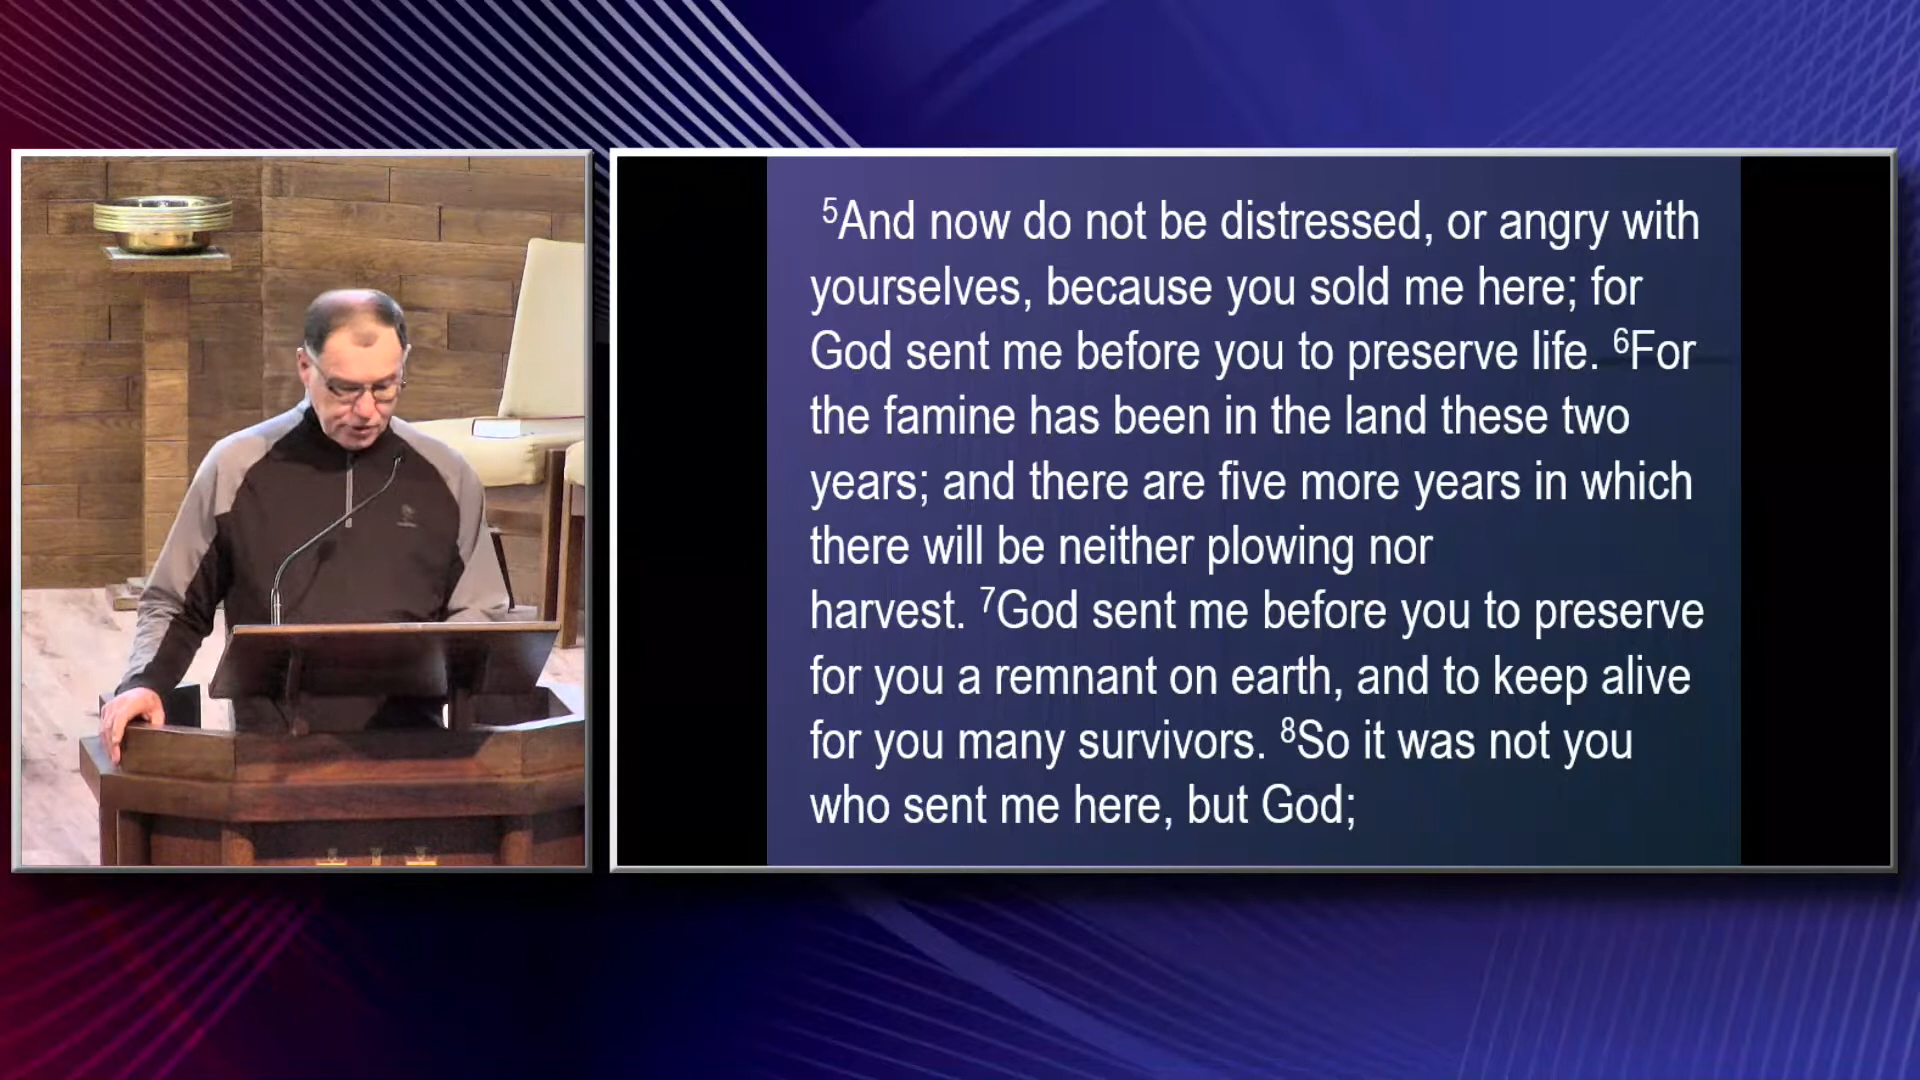 ⁵And now do not be distressed, or angry with
yourselves, because you sold me here; for
God sent me before you to preserve life. ⁶For
the famine has been in the land these two
years; and there are five more years in which
there will be neither plowing nor
harvest. ⁷God sent me before you to preserve
for you a remnant on earth, and to keep alive
for you many survivors. ⁸So it was not you
who sent me here, but God;